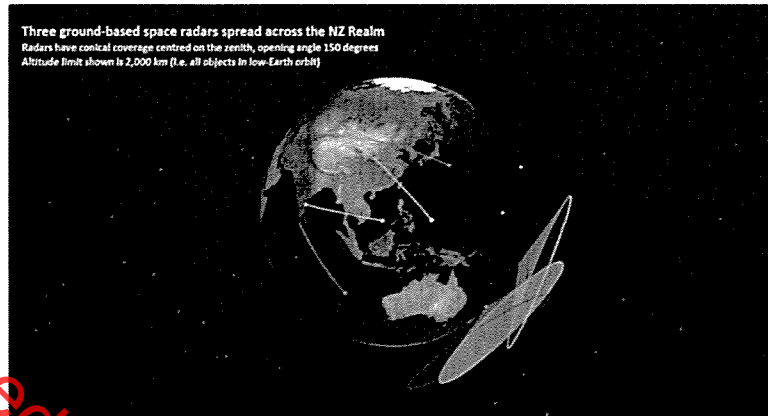 Three ground-based space radars spread across the NZ Realm
Radars have conical coverage centred on the zenith, opening angle 150 degrees
Altitude limit shown is 2,000 km (i.e. all objects in low-Earth orbit)